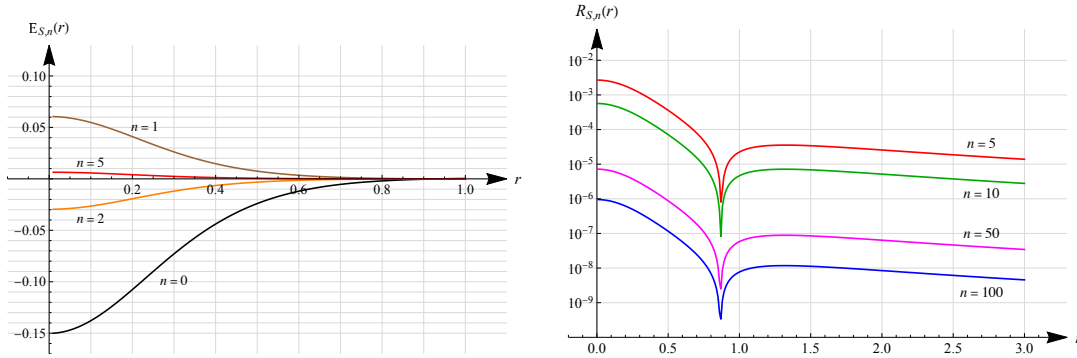 E_{S,n}(r)
0.10
0.05
−0.05
−0.10
−0.15
n = 1
n = 5
n = 2
n = 0
0.2
0.4
0.6
0.8
1.0
r
R_{S,n}(r)
10^{−2}
10^{−3}
10^{−4}
10^{−5}
10^{−6}
10^{−7}
10^{−8}
10^{−9}
n = 5
n = 10
n = 50
n = 100
0.0
0.5
1.0
1.5
2.0
2.5
3.0